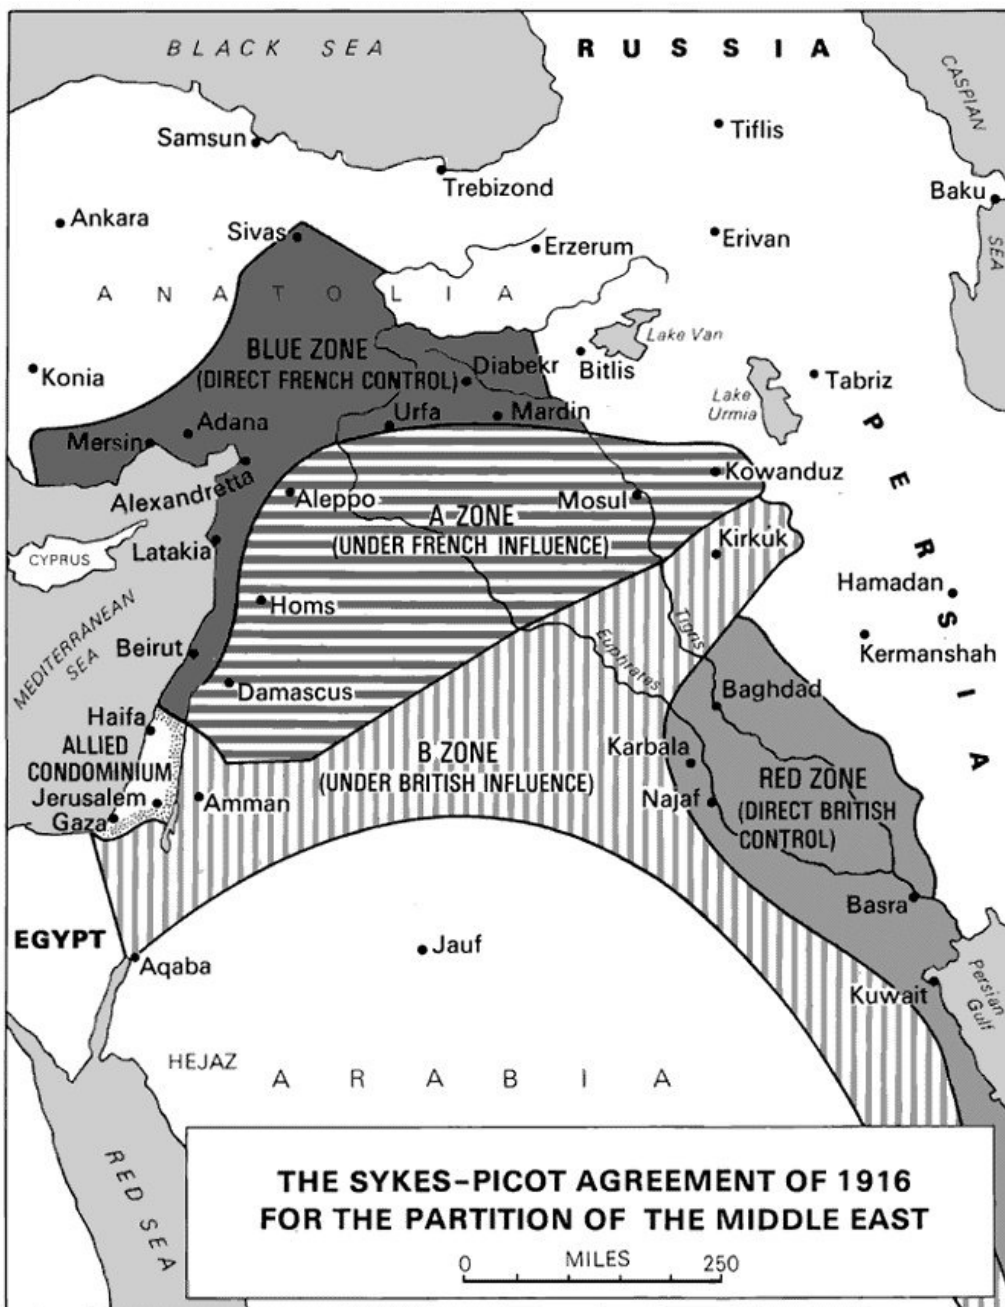 BLACK SEA
RUSSIA
CASPIAN
SEA
Samsun
Tiflis
Trebizond
Baku
Ankara
Sivas
Erzerum
Erivan
ANATOLIA
Lake Van
BLUE ZONE
(DIRECT FRENCH CONTROL)
Diabekr
Bitlis
Konia
Tabriz
Lake
Urmia
Adana
Urfa
Mardin
Mersin
PERSIA
Alexandretta
Aleppo
Mosul
Kowanduz
A ZONE
(UNDER FRENCH INFLUENCE)
Kirkuk
Latakia
CYPRUS
Hamadan
Homs
MEDITERRANEAN
SEA
Tigris
Euphrates
Beirut
Kermanshah
Damascus
Baghdad
Haifa
ALLIED
CONDOMINIUM
Karbala
B ZONE
(UNDER BRITISH INFLUENCE)
RED ZONE
(DIRECT BRITISH
CONTROL)
Jerusalem
Amman
Najaf
Gaza
Basra
EGYPT
Jauf
Aqaba
Kuwait
Persian
Gulf
HEJAZ
ARABIA
RED SEA
THE SYKES-PICOT AGREEMENT OF 1916
FOR THE PARTITION OF THE MIDDLE EAST
0 MILES 250